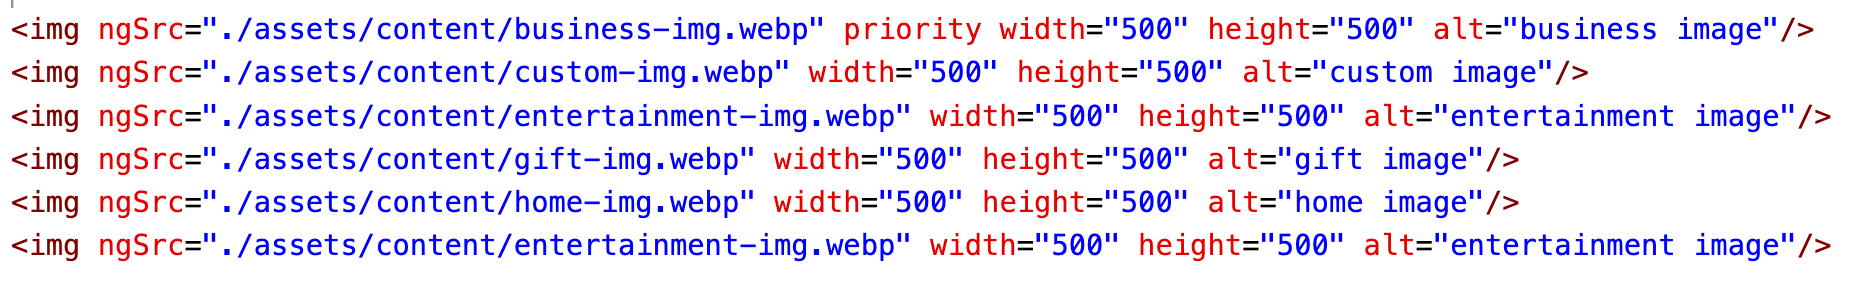 <img ngSrc="./assets/content/business-img.webp" priority width="500" height="500" alt="business image"/>
<img ngSrc="./assets/content/custom-img.webp" width="500" height="500" alt="custom image"/>
<img ngSrc="./assets/content/entertainment-img.webp" width="500" height="500" alt="entertainment image"/>
<img ngSrc="./assets/content/gift-img.webp" width="500" height="500" alt="gift image"/>
<img ngSrc="./assets/content/home-img.webp" width="500" height="500" alt="home image"/>
<img ngSrc="./assets/content/entertainment-img.webp" width="500" height="500" alt="entertainment image"/>